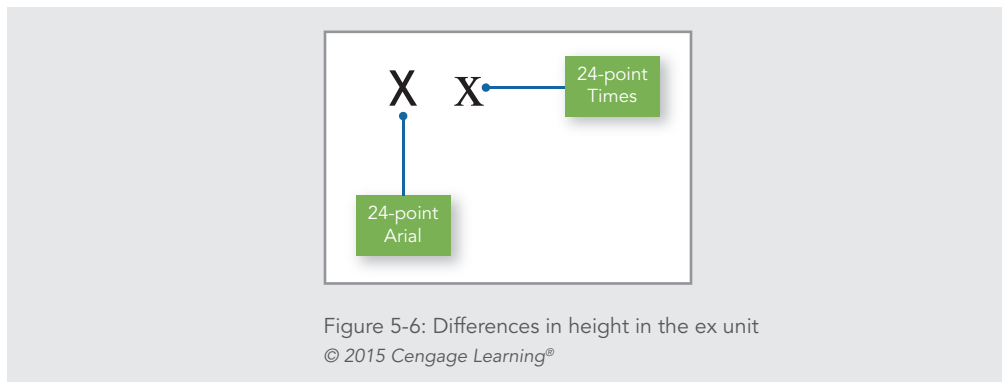 X x
24-point
Times
24-point
Arial
Figure 5-6: Differences in height in the ex unit
© 2015 Cengage Learning®